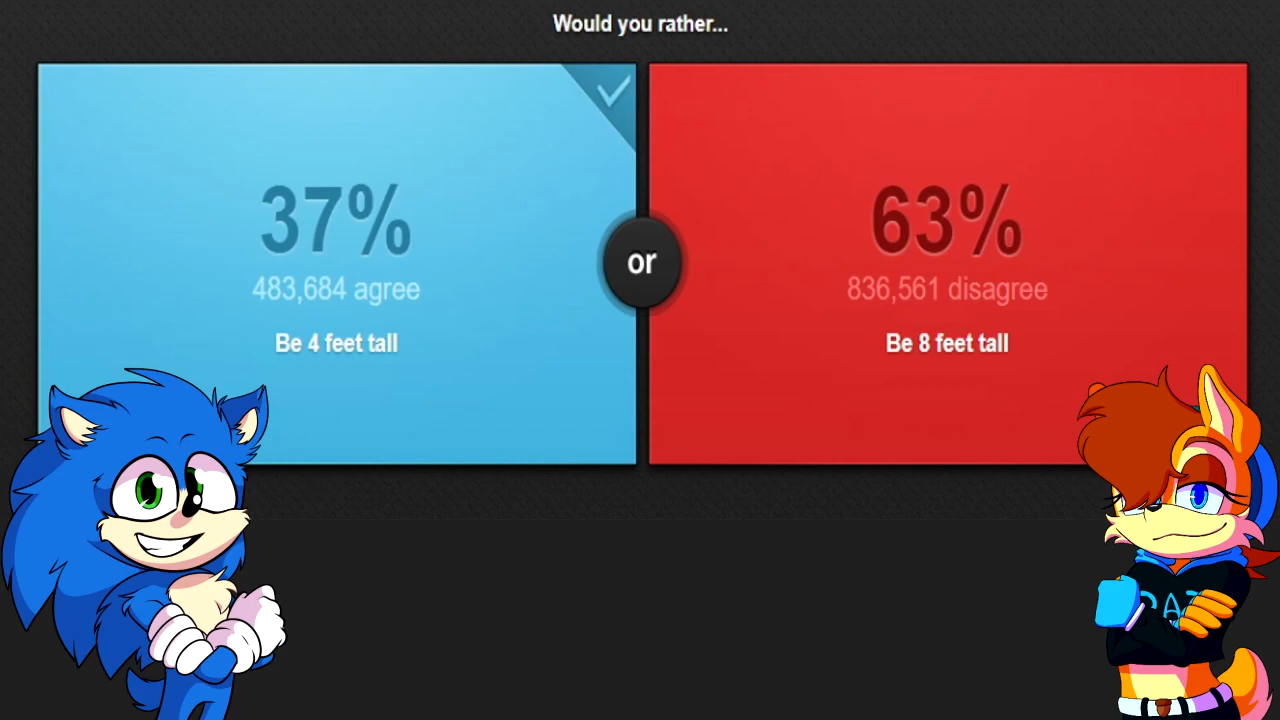 Would you rather...
37%
483,684 agree
Be 4 feet tall
or
63%
836,561 disagree
Be 8 feet tall